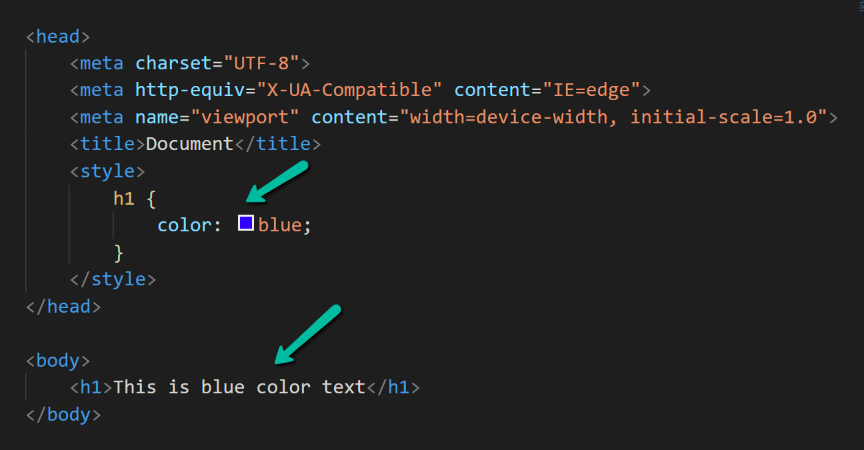 <head>
<meta charset="UTF-8">
<meta http-equiv="X-UA-Compatible" content="IE=edge">
<meta name="viewport" content="width=device-width, initial-scale=1.0">
<title>Document</title>
<style>
h1 {
color: blue;
}
</style>
</head>
<body>
<h1>This is blue color text</h1>
</body>